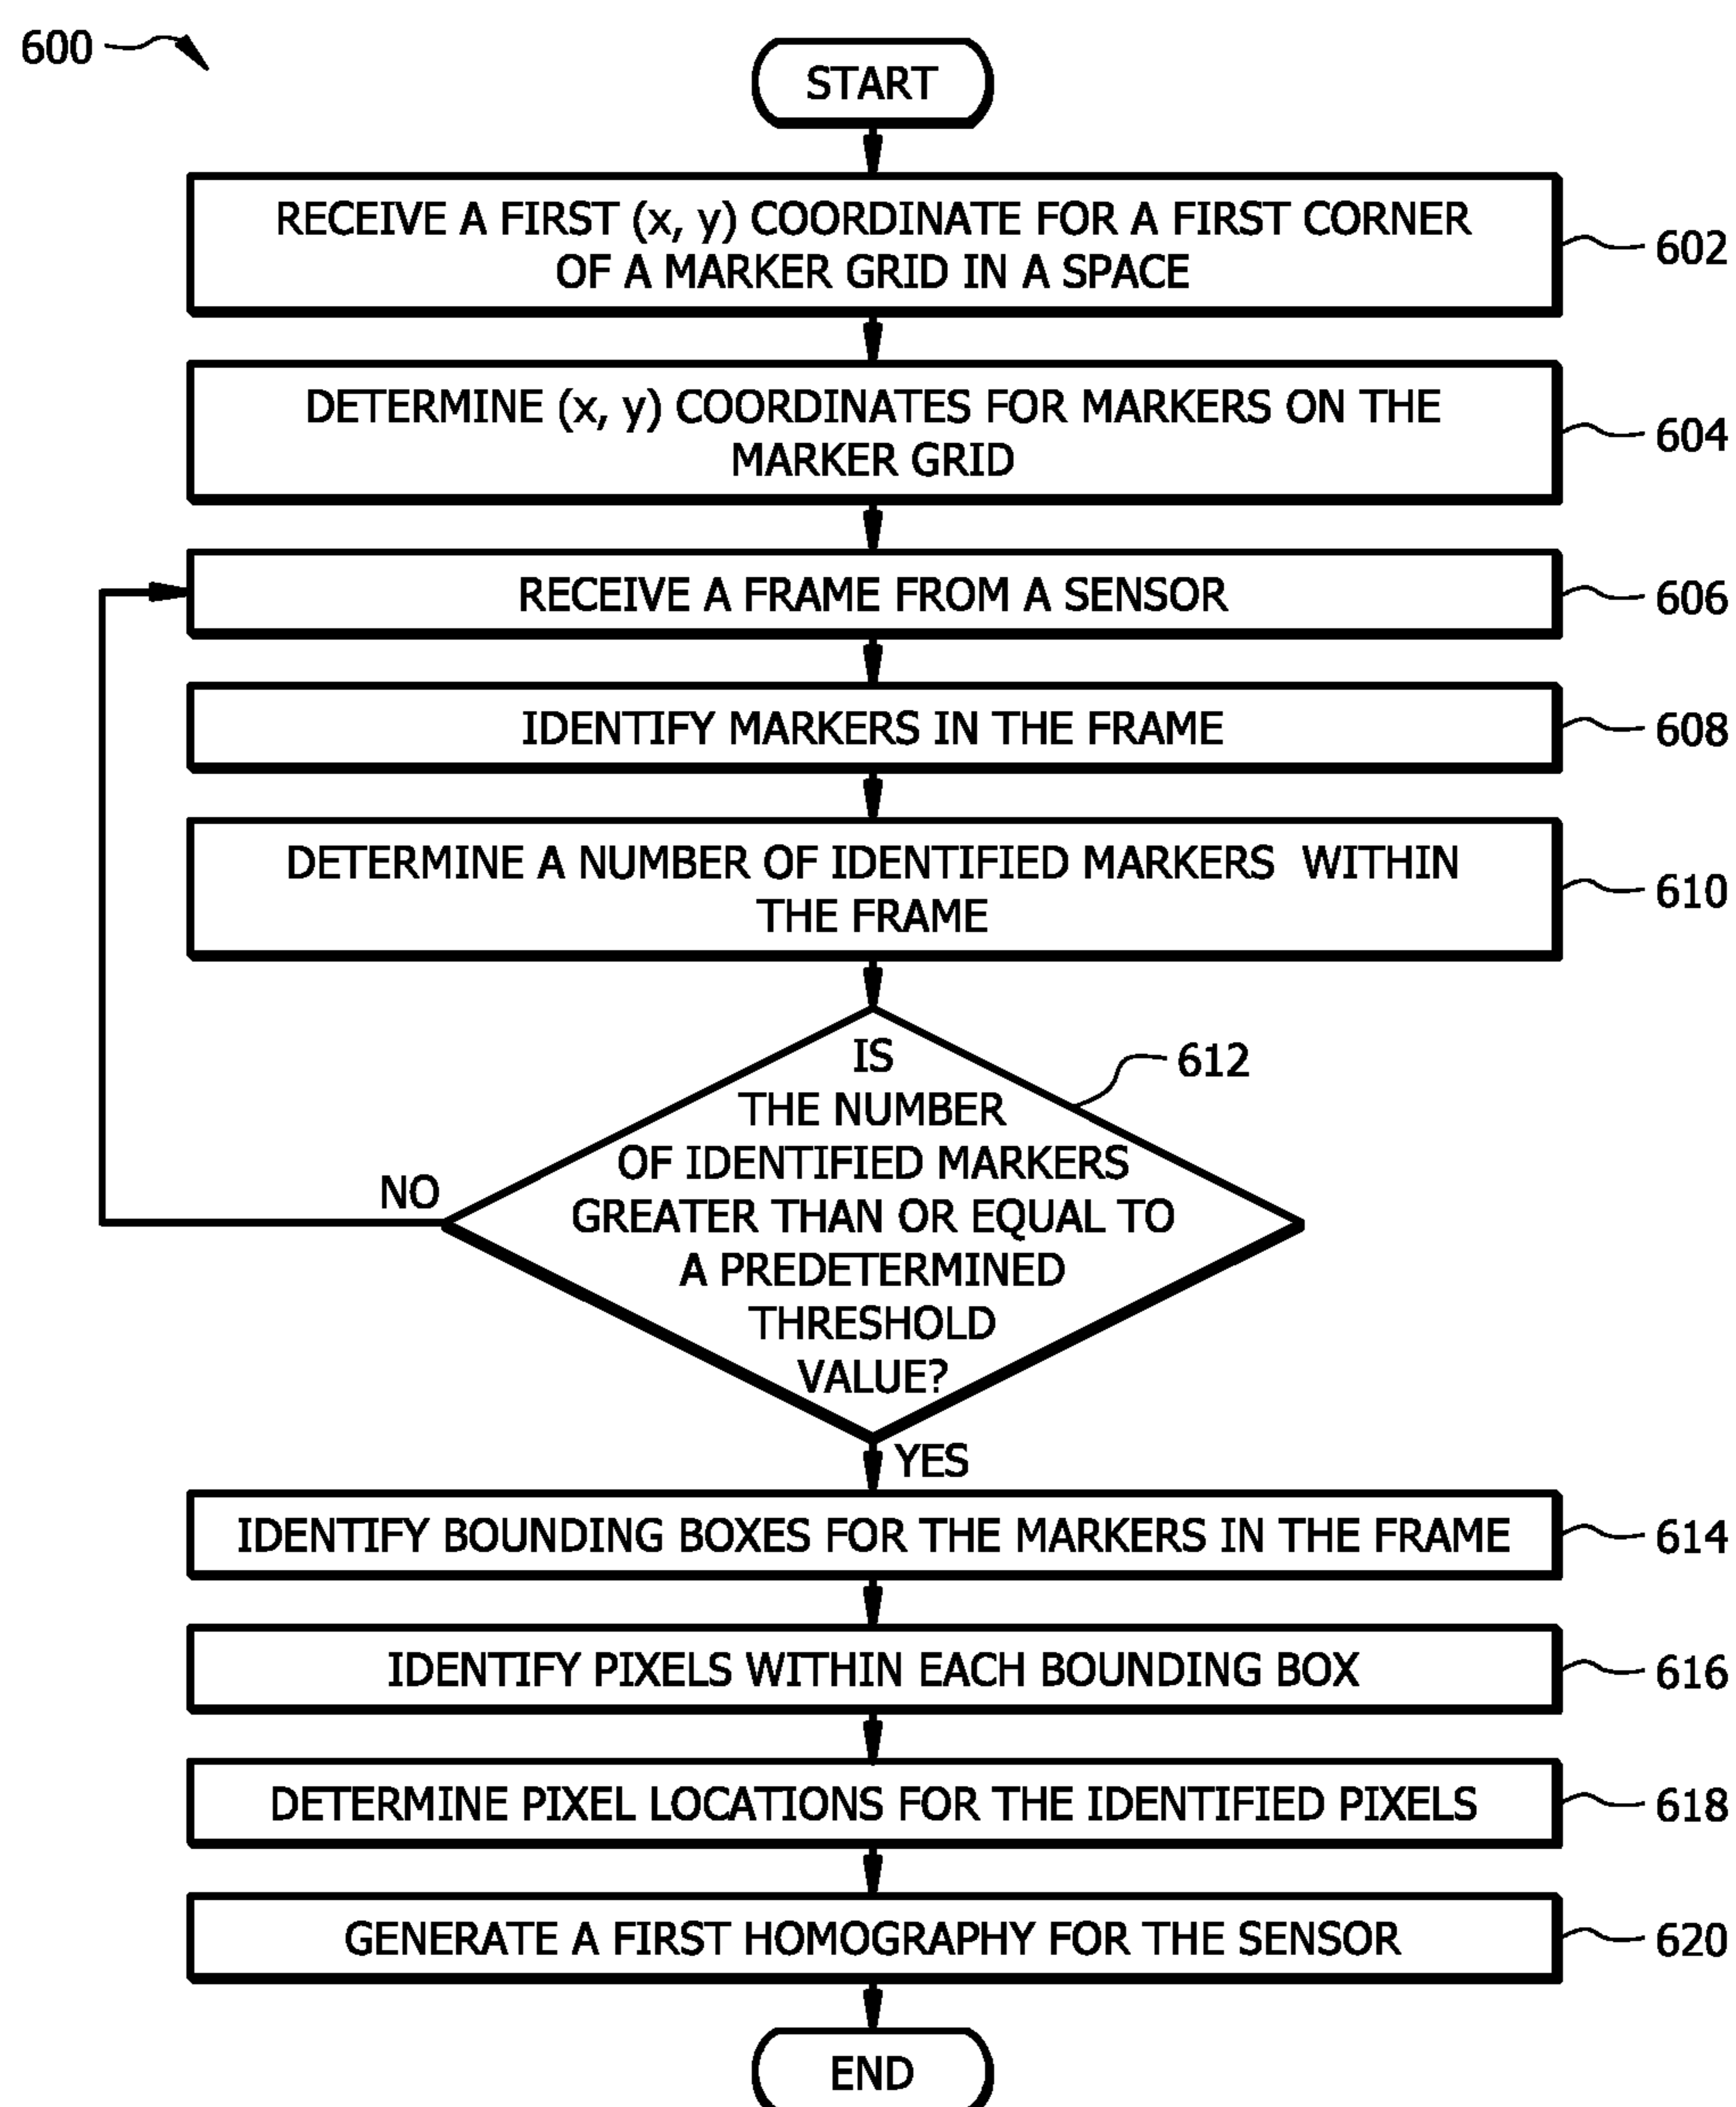 600
START
RECEIVE A FIRST (x, y) COORDINATE FOR A FIRST CORNER
OF A MARKER GRID IN A SPACE
602
DETERMINE (x, y) COORDINATES FOR MARKERS ON THE
MARKER GRID
604
RECEIVE A FRAME FROM A SENSOR
606
IDENTIFY MARKERS IN THE FRAME
608
DETERMINE A NUMBER OF IDENTIFIED MARKERS WITHIN
THE FRAME
610
IS
THE NUMBER
OF IDENTIFIED MARKERS
GREATER THAN OR EQUAL TO
A PREDETERMINED
THRESHOLD
VALUE?
612
NO
YES
IDENTIFY BOUNDING BOXES FOR THE MARKERS IN THE FRAME
614
IDENTIFY PIXELS WITHIN EACH BOUNDING BOX
616
DETERMINE PIXEL LOCATIONS FOR THE IDENTIFIED PIXELS
618
GENERATE A FIRST HOMOGRAPHY FOR THE SENSOR
620
END